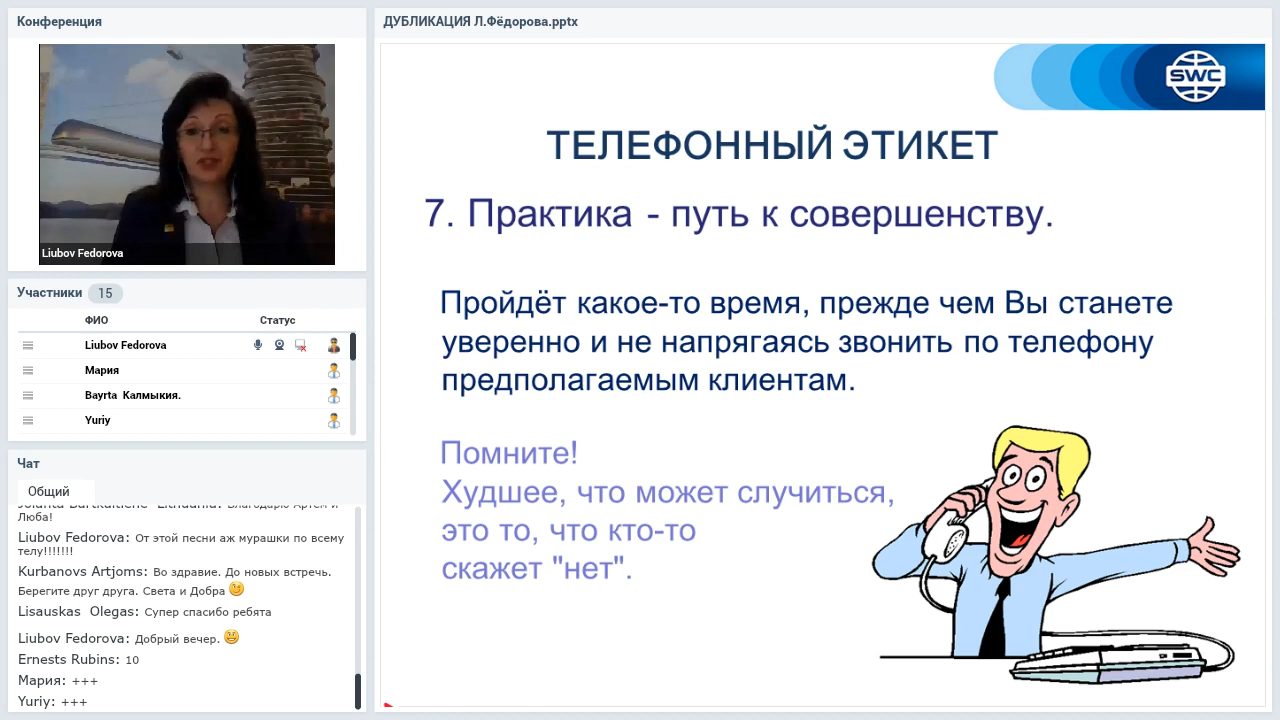 Конференция
Liubov Fedorova
Участники 15
ФИО Статус
Liubov Fedorova
Мария
Bayrta Калмыкия.
Yuriy
Чат
Общий
Люба!
Liubov Fedorova: От этой песни аж мурашки по всему
телу!!!!!!!
Kurbanovs Artjoms: Во здравие. До новых встречь.
Берегите друг друга. Света и Добра
Lisauskas Olegas: Супер спасибо ребята
Liubov Fedorova: Добрый вечер.
Ernests Rubins: 10
Мария: +++
Yuriy: +++
ДУБЛИКАЦИЯ Л.Фёдорова.pptx
SWC
ТЕЛЕФОННЫЙ ЭТИКЕТ
7. Практика - путь к совершенству.
Пройдёт какое-то время, прежде чем Вы станете
уверенно и не напрягаясь звонить по телефону
предполагаемым клиентам.
Помните!
Худшее, что может случиться,
это то, что кто-то
скажет "нет".